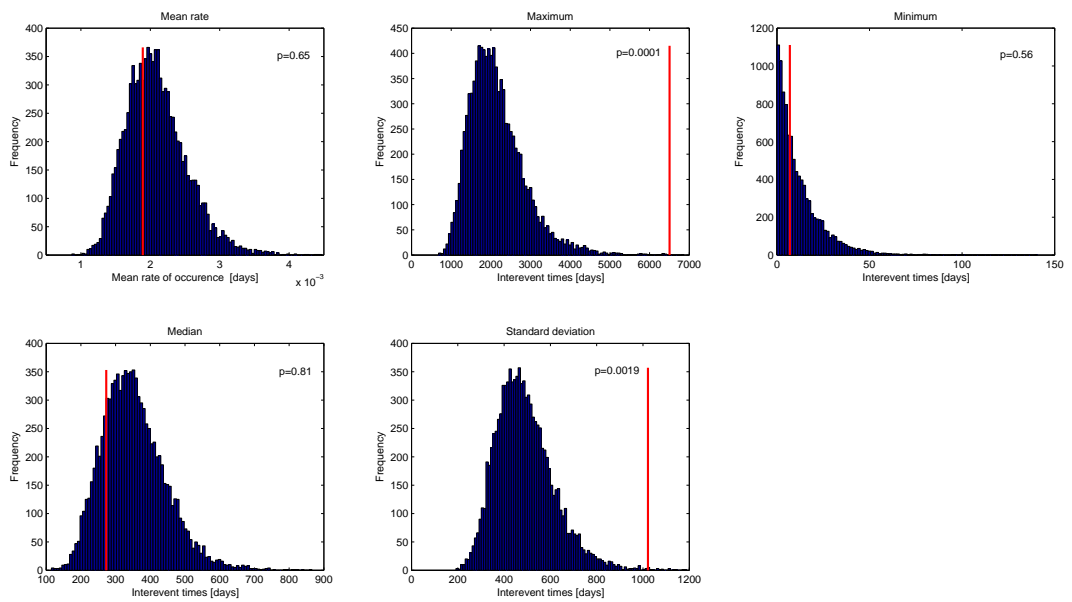 Mean rate
400
350
300
250
200
150
100
50
0
Frequency
p=0.65
1 2 3 4
Mean rate of occurence [days]
x 10⁻³
Maximum
450
400
350
300
250
200
150
100
50
0
Frequency
p=0.0001
0 1000 2000 3000 4000 5000 6000 7000
Interevent times [days]
Minimum
1200
1000
800
600
400
200
0
Frequency
p=0.56
0 50 100 150
Interevent times [days]
Median
400
350
300
250
200
150
100
50
0
Frequency
p=0.81
100 200 300 400 500 600 700 800 900
Interevent times [days]
Standard deviation
400
350
300
250
200
150
100
50
0
Frequency
p=0.0019
0 200 400 600 800 1000 1200
Interevent times [days]